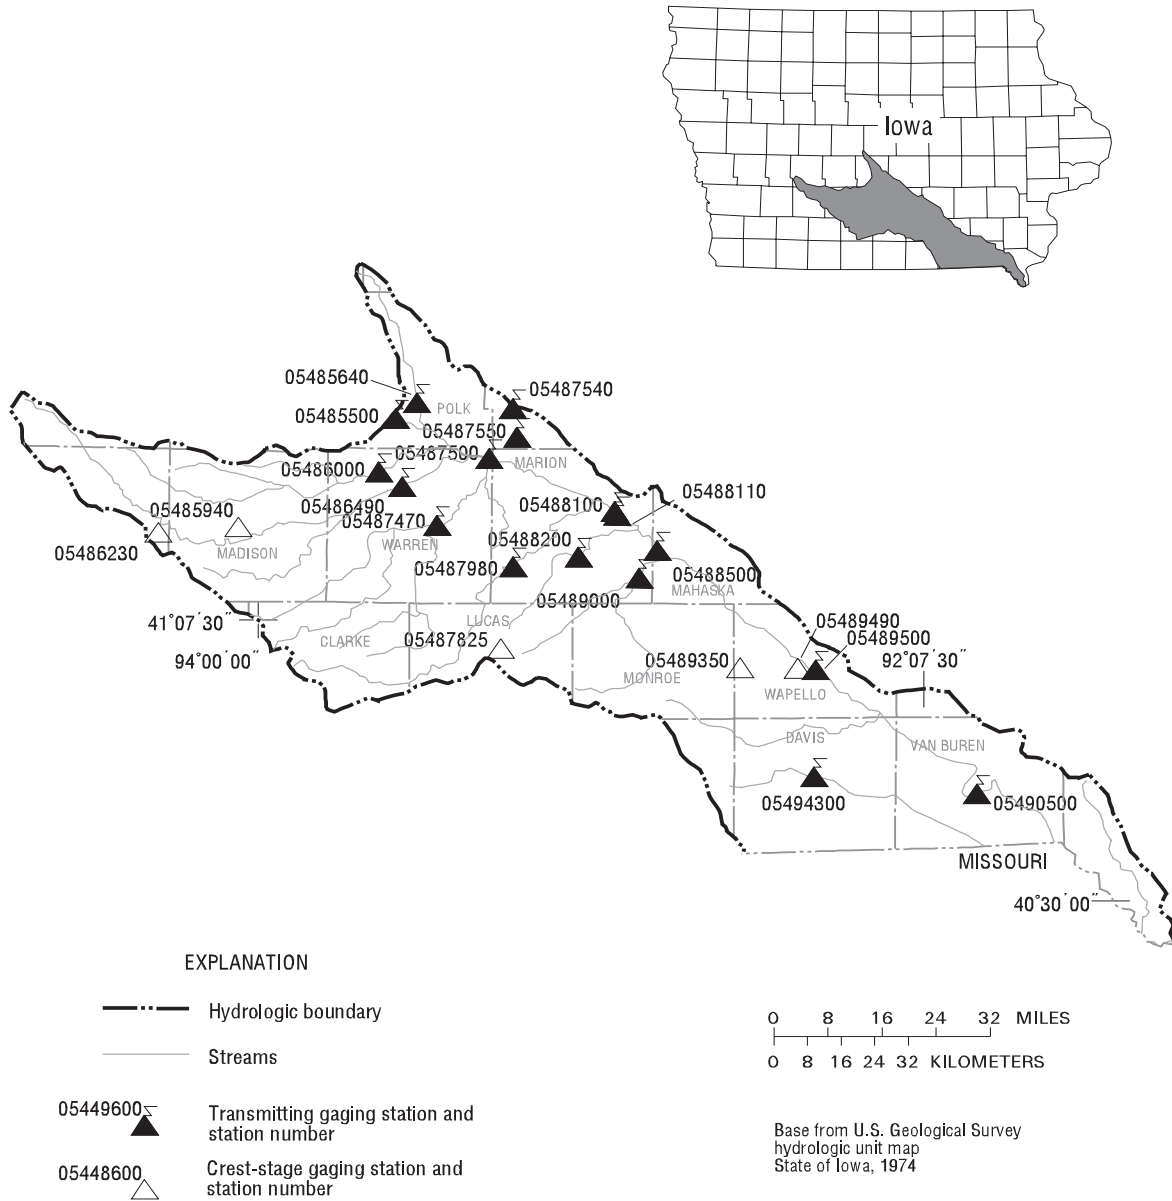 Iowa
05485640
05487540
05485500
POLK
05487550
05487500
MARION
05486000
05488110
05488100
05485940
05486490
05487470
05488200
05486230
MADISON
WARREN
05487980
05488500
MAHASKA
05489000
41°07'30"
LUCAS
05489490
CLARKE
05487825
05489500
94°00'00"
05489350
92°07'30"
MONROE
WAPELLO
DAVIS
VAN BUREN
05494300
05490500
MISSOURI
40°30'00"
EXPLANATION
Hydrologic boundary
Streams
05449600
Transmitting gaging station and
station number
05448600
Crest-stage gaging station and
station number
0 8 16 24 32 MILES
0 8 16 24 32 KILOMETERS
Base from U.S. Geological Survey
hydrologic unit map
State of Iowa, 1974